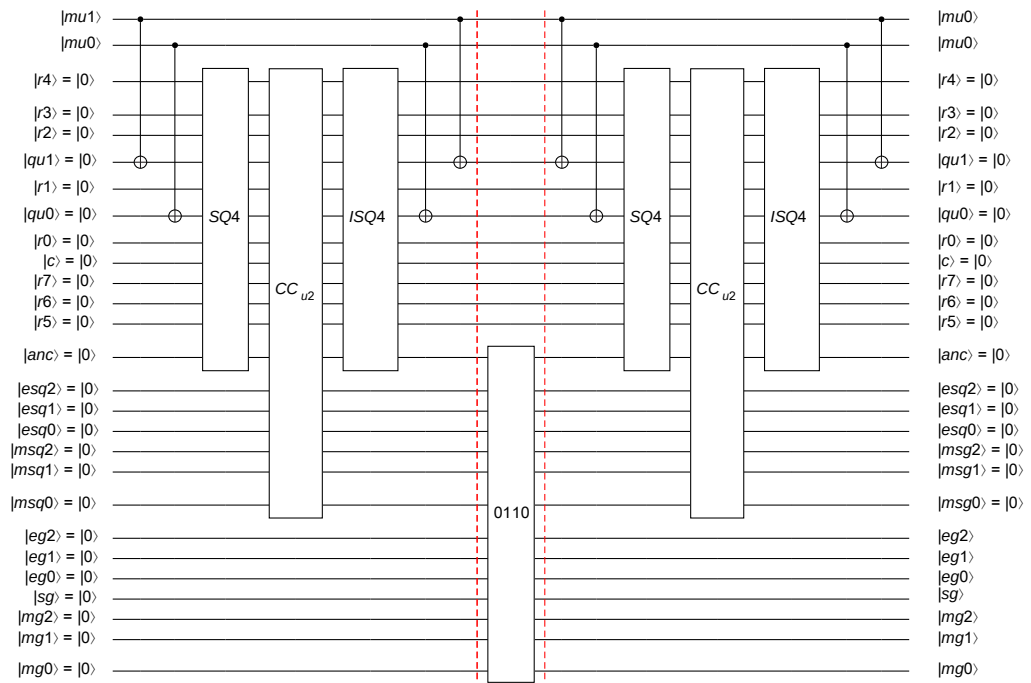 |mu1⟩ |mu0⟩
|mu0⟩ |mu0⟩
|r4⟩ = |0⟩ |r4⟩ = |0⟩
|r3⟩ = |0⟩ |r3⟩ = |0⟩
|r2⟩ = |0⟩ |r2⟩ = |0⟩
|qu1⟩ = |0⟩ |qu1⟩ = |0⟩
|r1⟩ = |0⟩ |r1⟩ = |0⟩
|qu0⟩ = |0⟩ SQ4 ISQ4 SQ4 ISQ4 |qu0⟩ = |0⟩
|r0⟩ = |0⟩ |r0⟩ = |0⟩
|c⟩ = |0⟩ |c⟩ = |0⟩
|r7⟩ = |0⟩ CC u2 CC u2 |r7⟩ = |0⟩
|r6⟩ = |0⟩ |r6⟩ = |0⟩
|r5⟩ = |0⟩ |r5⟩ = |0⟩
|anc⟩ = |0⟩ |anc⟩ = |0⟩
|esq2⟩ = |0⟩ |esq2⟩ = |0⟩
|esq1⟩ = |0⟩ |esq1⟩ = |0⟩
|esq0⟩ = |0⟩ |esq0⟩ = |0⟩
|msq2⟩ = |0⟩ |msg2⟩ = |0⟩
|msq1⟩ = |0⟩ |msg1⟩ = |0⟩
|msq0⟩ = |0⟩ 0110 |msg0⟩ = |0⟩
|eg2⟩ = |0⟩ |eg2⟩
|eg1⟩ = |0⟩ |eg1⟩
|eg0⟩ = |0⟩ |eg0⟩
|sg⟩ = |0⟩ |sg⟩
|mg2⟩ = |0⟩ |mg2⟩
|mg1⟩ = |0⟩ |mg1⟩
|mg0⟩ = |0⟩ |mg0⟩